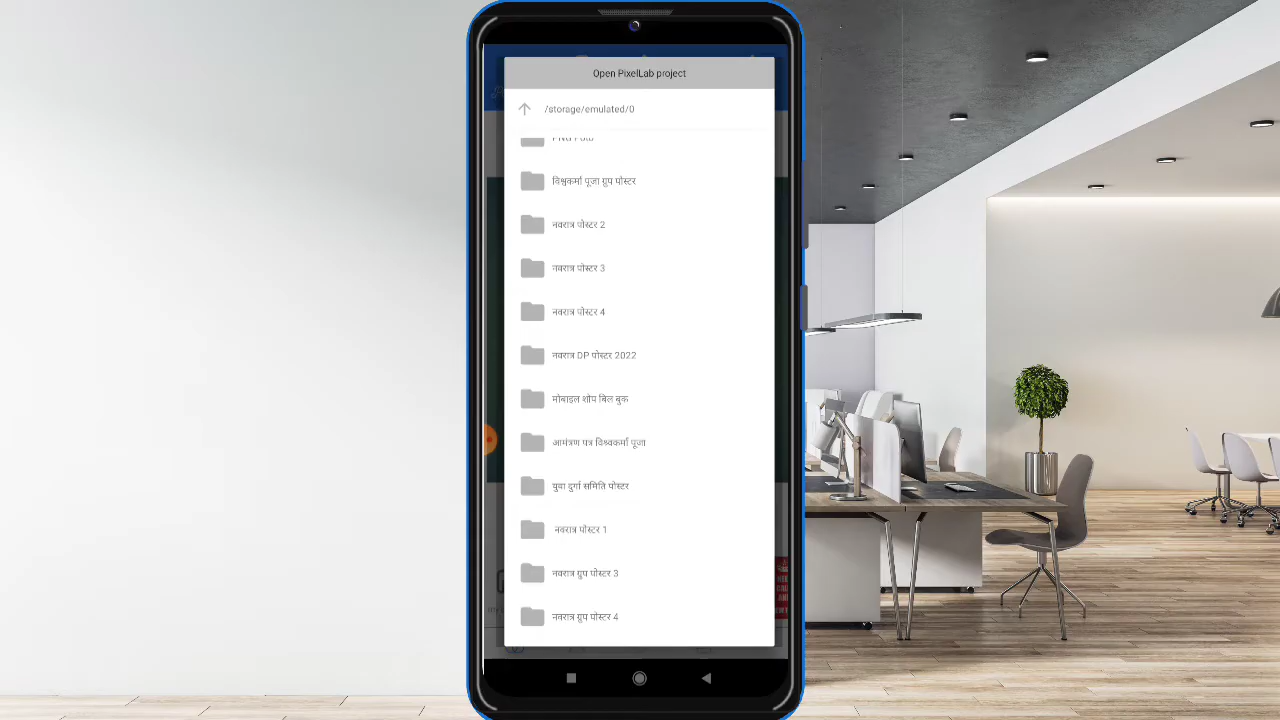 Open PixelLab project
/storage/emulated/0
विश्वकर्मा पूजा ग्रुप पोस्टर
नवरात्र पोस्टर 2
नवरात्र पोस्टर 3
नवरात्र पोस्टर 4
नवरात्र DP पोस्टर 2022
मोबाइल शोप बिल बुक
आमंत्रण पत्र विश्वकर्मा पूजा
युवा दुर्गा समिति पोस्टर
नवरात्र पोस्टर 1
नवरात्र ग्रुप पोस्टर 3
नवरात्र ग्रुप पोस्टर 4